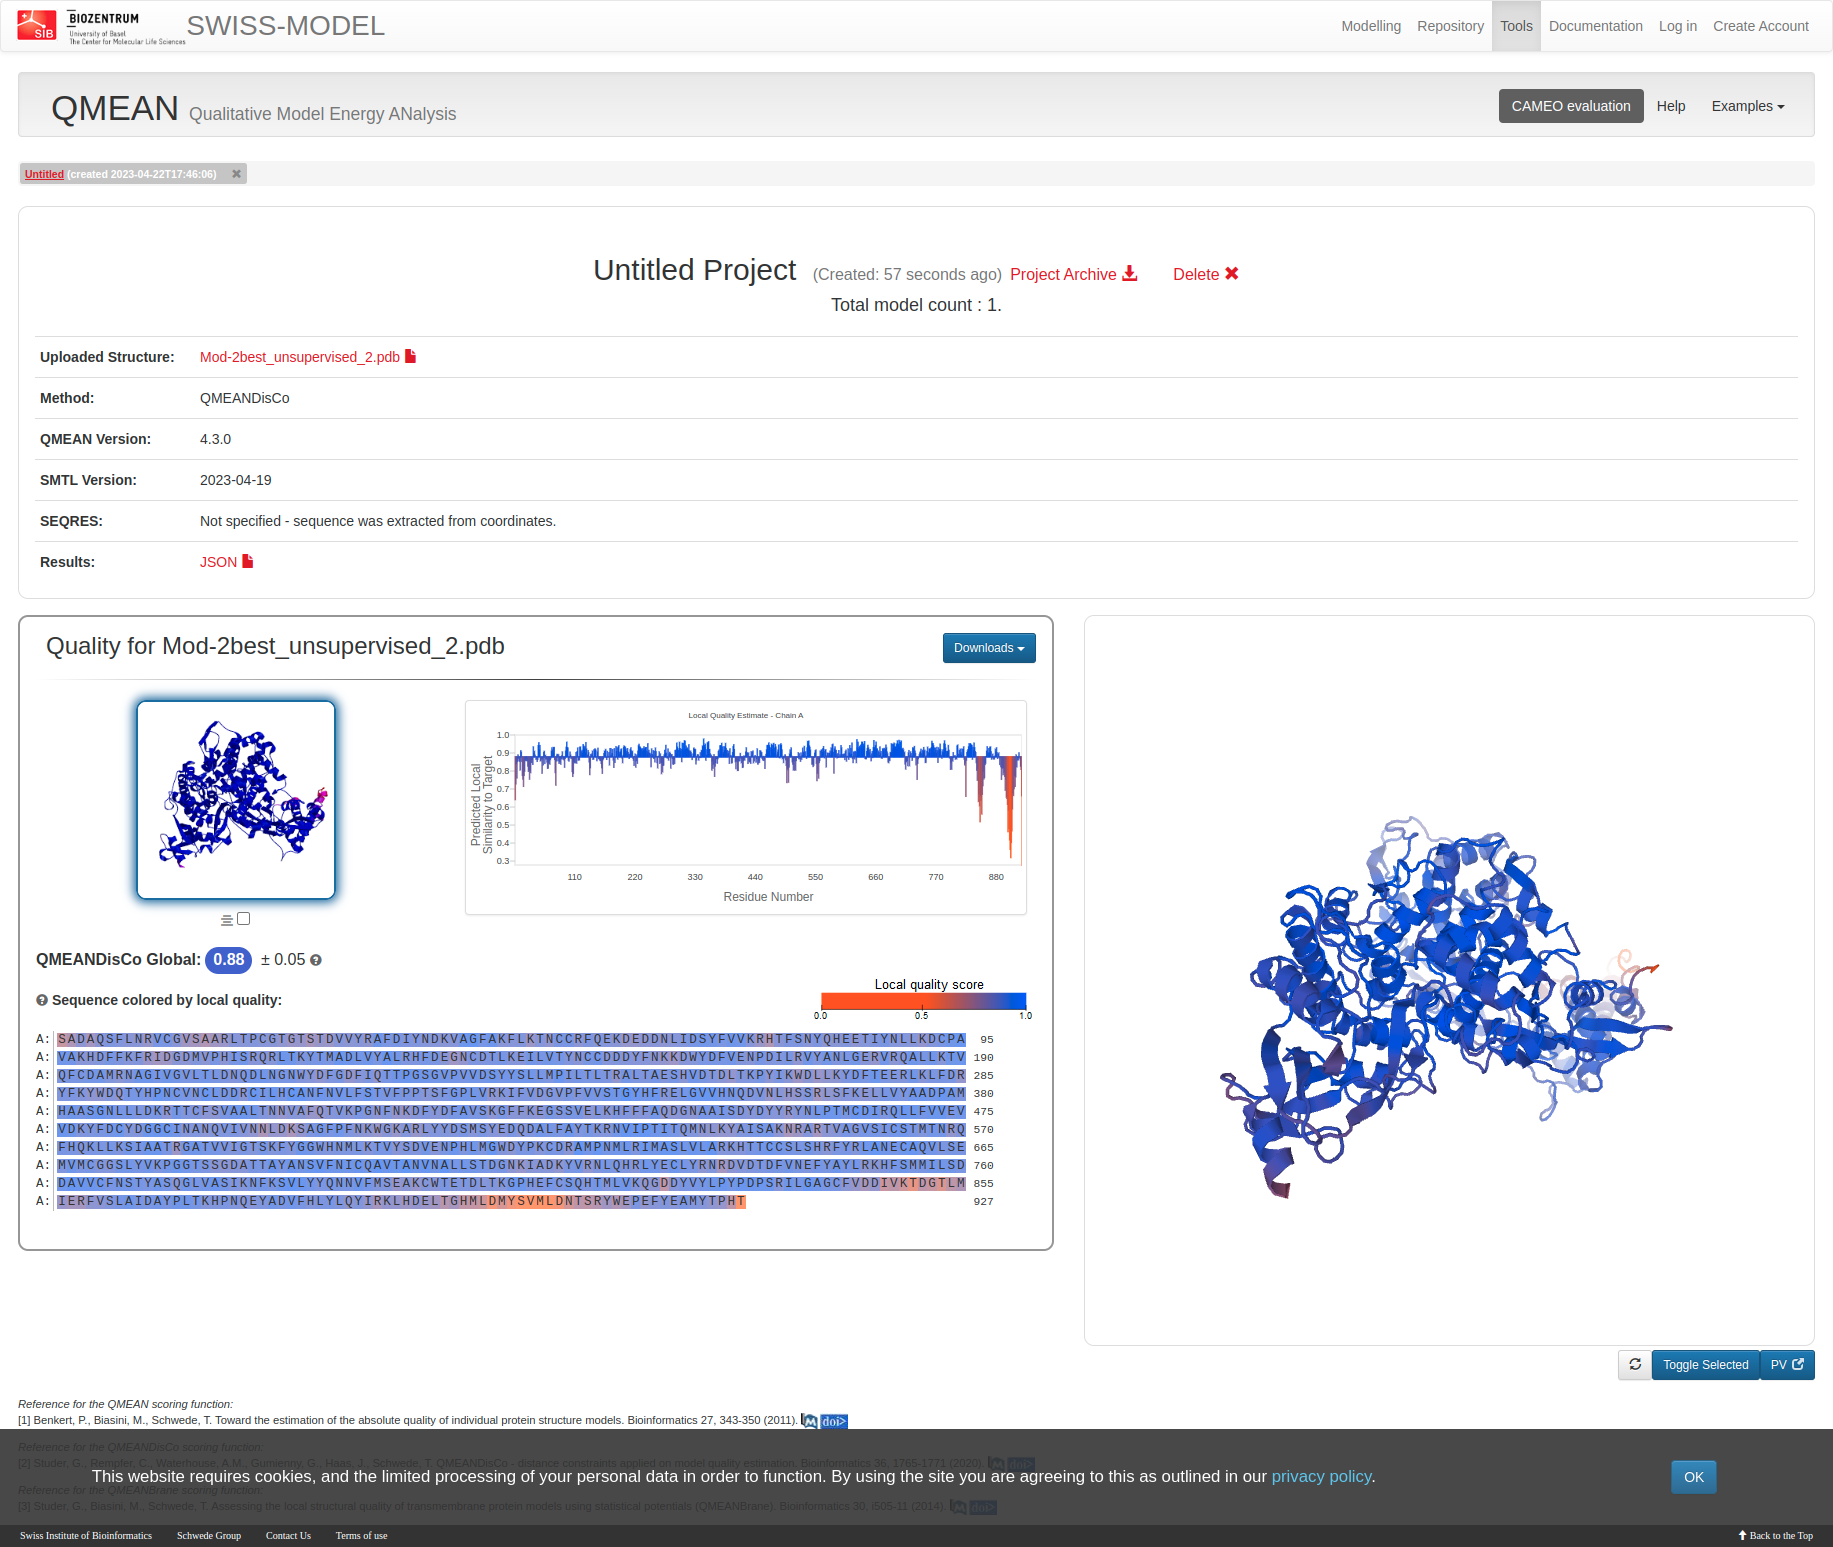 SIB
BIOZENTRUM
University of Basel
The Center for Molecular Life Sciences
SWISS-MODEL
Modelling Repository Tools Documentation Log in Create Account
QMEAN Qualitative Model Energy ANalysis
CAMEO evaluation Help Examples
Untitled (created 2023-04-22T17:46:06)
Untitled Project (Created: 57 seconds ago) Project Archive Delete
Total model count : 1.
Uploaded Structure: Mod-2best_unsupervised_2.pdb
Method: QMEANDisCo
QMEAN Version: 4.3.0
SMTL Version: 2023-04-19
SEQRES: Not specified - sequence was extracted from coordinates.
Results: JSON
Quality for Mod-2best_unsupervised_2.pdb
Downloads
Local Quality Estimate - Chain A
Predicted Local
Similarity to Target
1.0
0.9
0.8
0.7
0.6
0.5
0.4
0.3
110 220 330 440 550 660 770 880
Residue Number
QMEANDisCo Global: 0.88 ± 0.05
Sequence colored by local quality:
Local quality score
0.0 0.5 1.0
A: SADAQSFLNRVCGVSAARLTPCGTGTSTDVVYRAFDIYNDKVAGFAKFLKTNCCRFQEKDEDDNLIDSYFVVKRHTFSNYQHEETIYNLLKDCPA 95
A: VAKHDFFKFRIDGDMVPHISRQRLTKYTMADLVYALRHFDEGNCDTLKEILVTYNCCDDDYFNKKDWYDFVENPDILRVYANLGERVRQALLKTV 190
A: QFCDAMRNAGIVGVLTLDNQDLNGNWYDFGDFIQTTPGSGVPVVDSYYSLLMPILTLTRALTAESHVDTDLTKPYIKWDLLKYDFTEERLKLFDR 285
A: YFKYWDQTYHPNCVNCLDDRCILHCANFNVLFSTVFPPTSFGPLVRKIFVDGVPFVVSTGYHFRELGVVHNQDVNLHSSRLSFKELLVYAADPAM 380
A: HAASGNLLLDKRTTCFSVAALTNNVAFQTVKPGNFNKDFYDFAVSKGFFKEGSSVELKHFFFAQDGNAAISDYDYYRYNLPTMCDIRQLLFVVEV 475
A: VDKYFDCYDGGCINANQVIVNNLDKSAGFPFNKWGKARLYYDSMSYEDQDALFAYTKRNVIPTITQMNLKYAISAKNRARTVAGVSICSTMTNRQ 570
A: FHQKLLKSIAATRGATVVIGTSKFYGGWHNMLKTVYSDVENPHLMGWDYPKCDRAMPNMLRIMASLVLARKHTTCCSLSHRFYRLANECAQVLSE 665
A: MVMCGGSLYVKPGGTSSGDATTAYANSVFNICQAVTANVNALLSTDGNKIADKYVRNLQHRLYECLYRNRDVDTDFVNEFYAYLRKHFSMMILSD 760
A: DAVVCFNSTYASQGLVASIKNFKSVLYYQNNVFMSEAKCWTETDLTKGPHEFCSQHTMLVKQGDDYVYLPYPDPSRILGAGCFVDDIVKTDGTLM 855
A: IERFVSLAIDAYPLTKHPNQEYADVFHLYLQYIRKLHDELTGHMLDMYSVMLDNTSRYWEPEFYEAMYTPHT 927
Toggle Selected PV
Reference for the QMEAN scoring function:
[1] Benkert, P., Biasini, M., Schwede, T. Toward the estimation of the absolute quality of individual protein structure models. Bioinformatics 27, 343-350 (2011). M doi>
Reference for the QMEANDisCo scoring function:
[2] Studer, G., Rempfer, C., Waterhouse, A.M., Gumienny, G., Haas, J., Schwede, T. QMEANDisCo - distance constraints applied on model quality estimation. Bioinformatics 36, 1765-1771 (2020). M doi>
This website requires cookies, and the limited processing of your personal data in order to function. By using the site you are agreeing to this as outlined in our privacy policy. OK
Reference for the QMEANBrane scoring function:
[3] Studer, G., Biasini, M., Schwede, T. Assessing the local structural quality of transmembrane protein models using statistical potentials (QMEANBrane). Bioinformatics 30, i505-11 (2014). M doi>
Swiss Institute of Bioinformatics Schwede Group Contact Us Terms of use Back to the Top